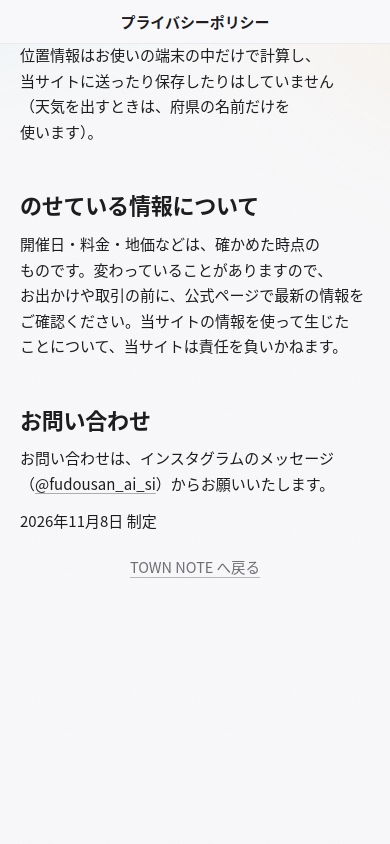 プライバシーポリシー
位置情報はお使いの端末の中だけで計算し、
当サイトに送ったり保存したりはしていません
（天気を出すときは、府県の名前だけを
使います）。
のせている情報について
開催日・料金・地価などは、確かめた時点の
ものです。変わっていることがありますので、
お出かけや取引の前に、公式ページで最新の情報を
ご確認ください。当サイトの情報を使って生じた
ことについて、当サイトは責任を負いかねます。
お問い合わせ
お問い合わせは、インスタグラムのメッセージ
（@fudousan_ai_si）からお願いいたします。
2026年11月8日 制定
TOWN NOTE へ戻る